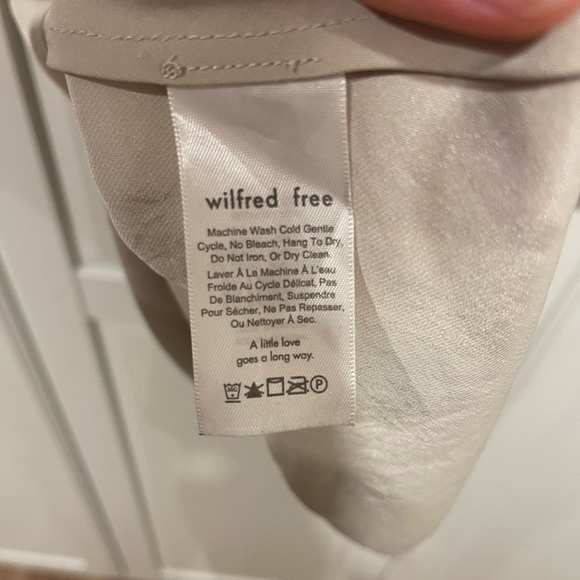 wilfred free
Machine Wash Cold Gentle
Cycle, No Bleach, Hang To Dry,
Do Not Iron, Or Dry Clean.
Laver À La Machine À L'eau
Froide Au Cycle Délicat, Pas
De Blanchiment, Suspendre
Pour Sécher, Ne Pas Repasser,
Ou Nettoyer À Sec.
A little love
goes a long way.
P